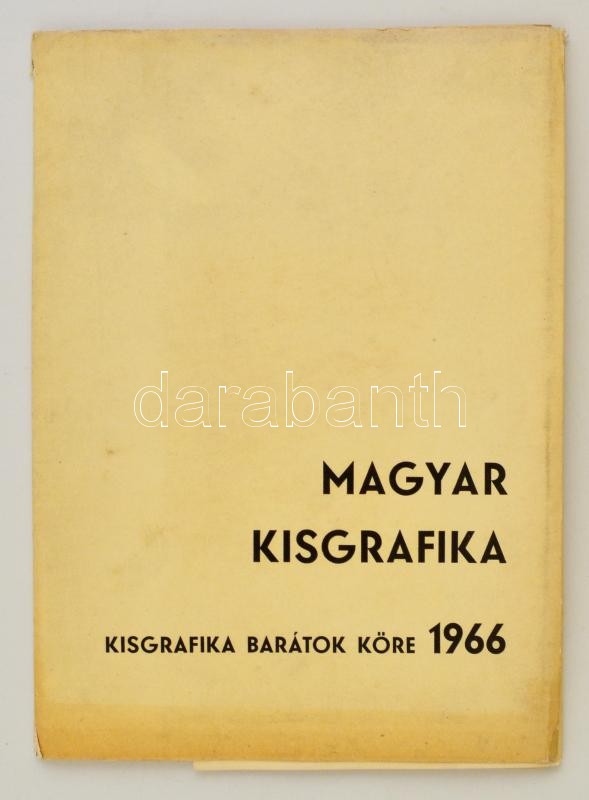 darabanth
MAGYAR
KISGRAFIKA
KISGRAFIKA BARÁTOK KÖRE 1966